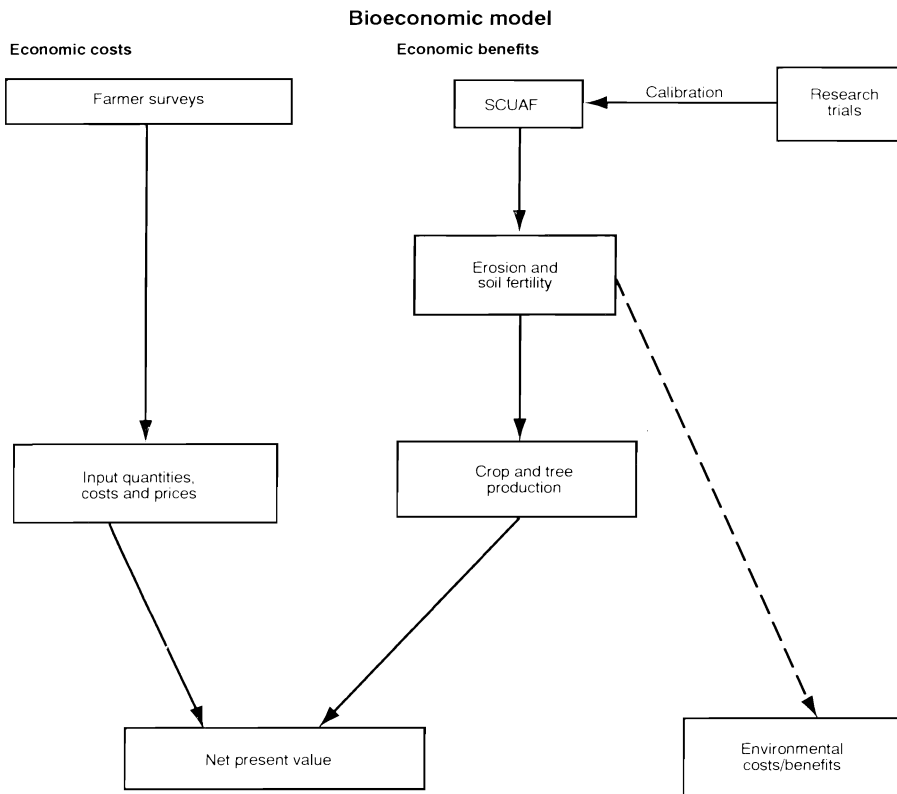 Bioeconomic model
Economic costs
Economic benefits
Farmer surveys
SCUAF
Calibration
Research
trials
Erosion and
soil fertility
Input quantities,
costs and prices
Crop and tree
production
Net present value
Environmental
costs/benefits